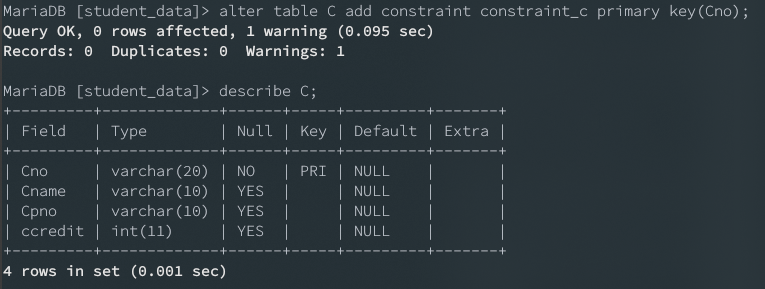 MariaDB [student_data]> alter table C add constraint constraint_c primary key(Cno);
Query OK, 0 rows affected, 1 warning (0.095 sec)
Records: 0  Duplicates: 0  Warnings: 1

MariaDB [student_data]> describe C;
+---------+-------------+------+-----+---------+-------+
| Field   | Type        | Null | Key | Default | Extra |
+---------+-------------+------+-----+---------+-------+
| Cno     | varchar(20) | NO   | PRI | NULL    |       |
| Cname   | varchar(10) | YES  |     | NULL    |       |
| Cpno    | varchar(10) | YES  |     | NULL    |       |
| ccredit | int(11)     | YES  |     | NULL    |       |
+---------+-------------+------+-----+---------+-------+
4 rows in set (0.001 sec)